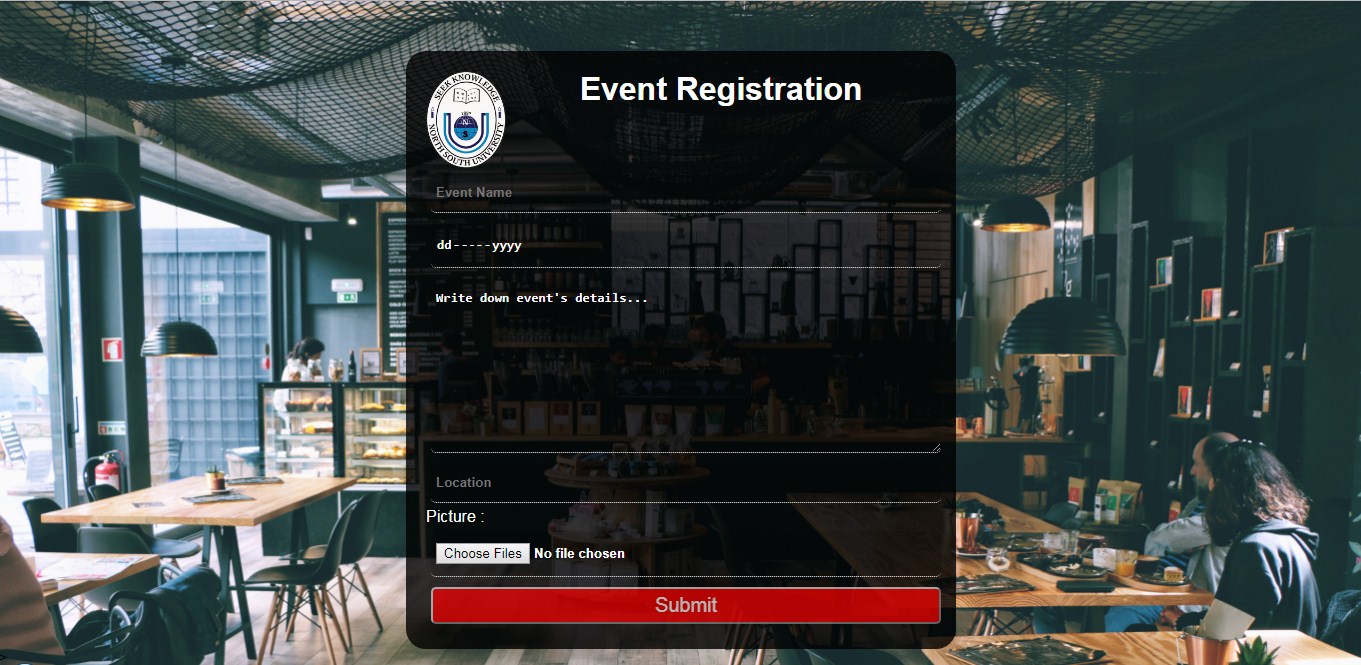 Event Registration
SEEK KNOWLEDGE
N
S
NORTH SOUTH UNIVERSITY
Event Name
dd-----yyyy
Write down event's details...
Location
Picture :
Choose Files No file chosen
Submit